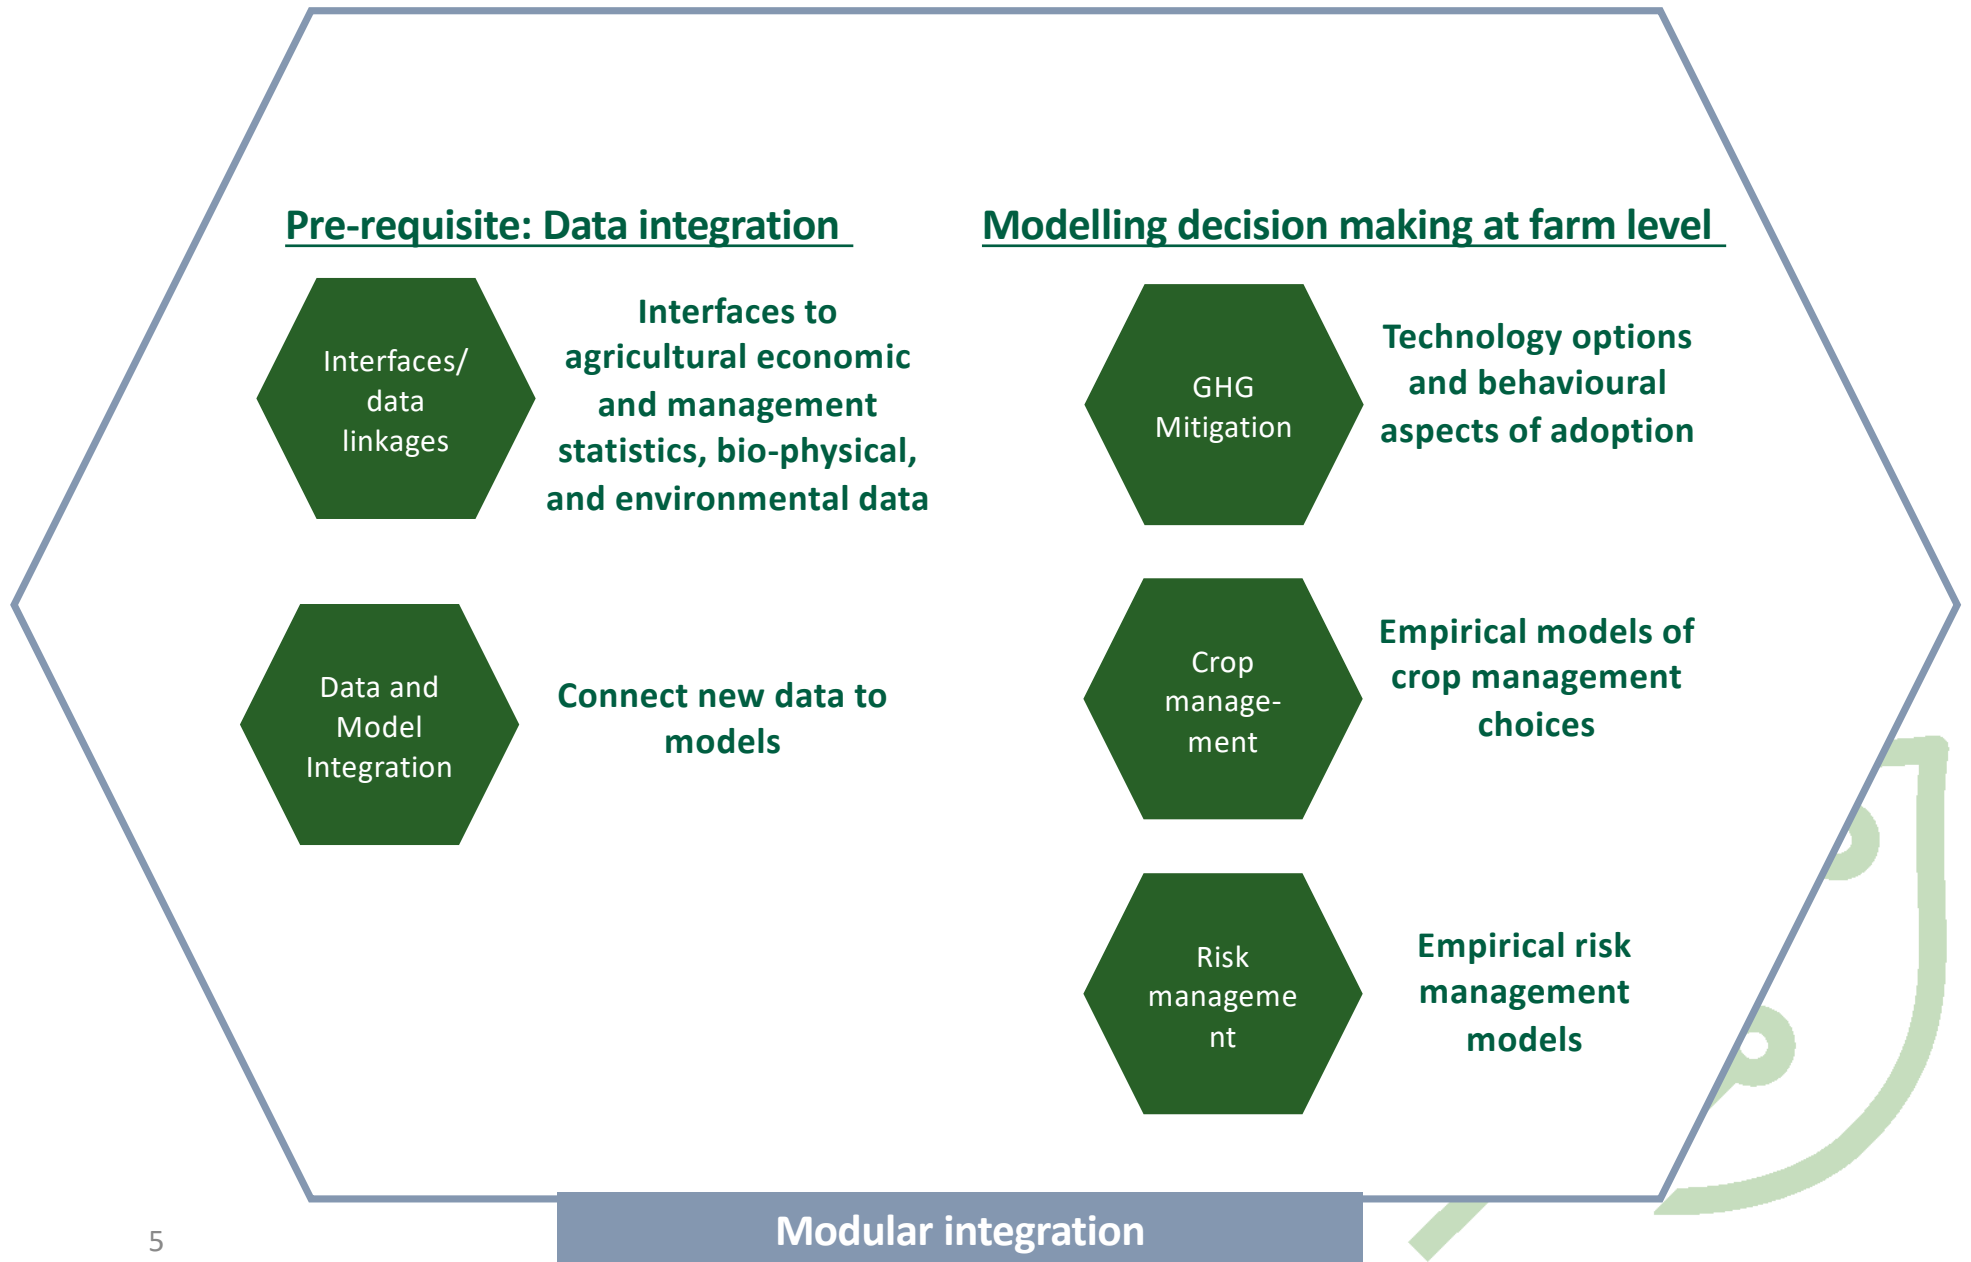 Pre-requisite: Data integration
Interfaces/
data
linkages
Interfaces to
agricultural economic
and management
statistics, bio-physical,
and environmental data
Data and
Model
Integration
Connect new data to
models
Modelling decision making at farm level
GHG
Mitigation
Technology options
and behavioural
aspects of adoption
Crop
manage-
ment
Empirical models of
crop management
choices
Risk
manageme
nt
Empirical risk
management
models
Modular integration
5